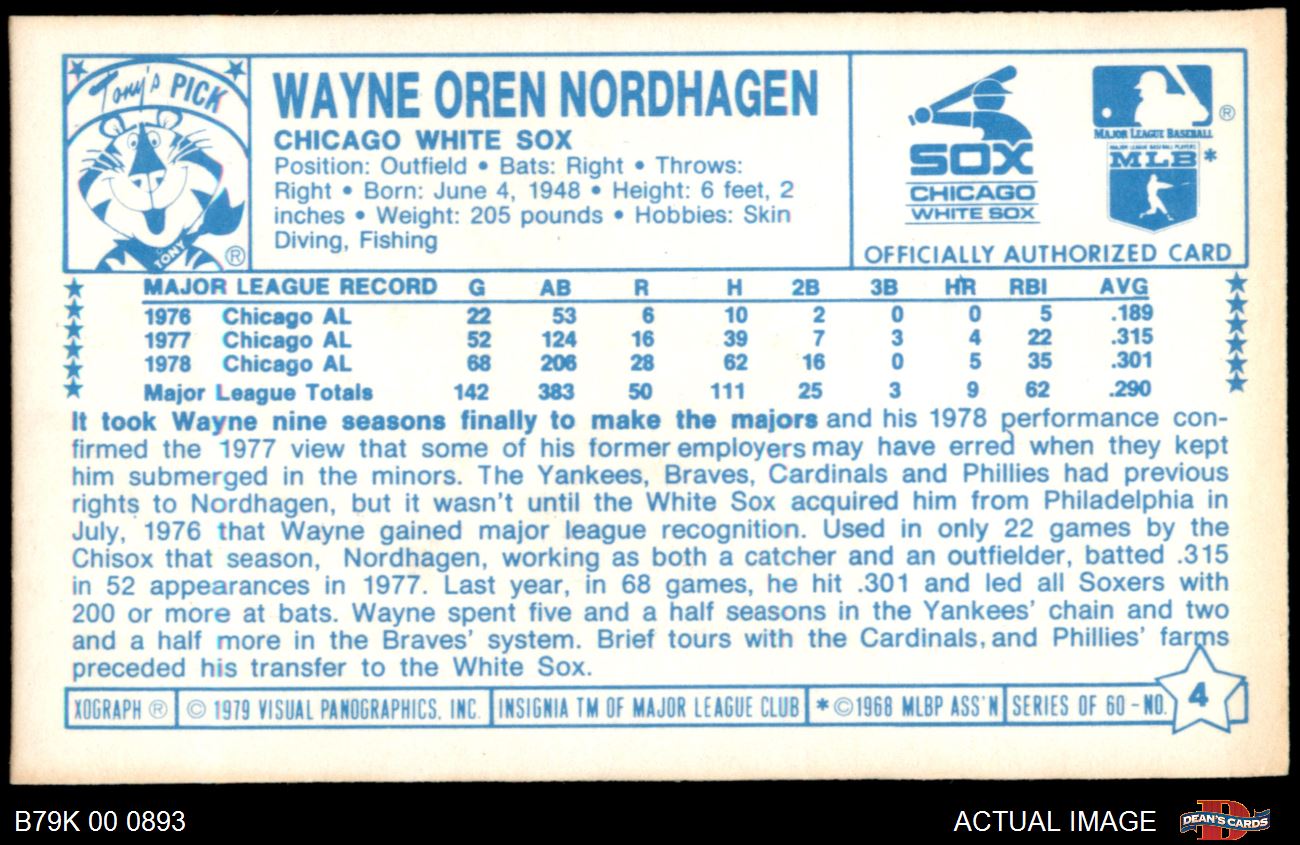 Tony's PICK
TONY
®
WAYNE OREN NORDHAGEN
CHICAGO WHITE SOX
Position: Outfield • Bats: Right • Throws:
Right • Born: June 4, 1948 • Height: 6 feet, 2
inches • Weight: 205 pounds • Hobbies: Skin
Diving, Fishing
SOX
CHICAGO
WHITE SOX
®
MAJOR LEAGUE BASEBALL
MAJOR LEAGUE BASEBALL PLAYERS
MLB *
OFFICIALLY AUTHORIZED CARD
MAJOR LEAGUE RECORD G AB R H 2B 3B HR RBI AVG
1976 Chicago AL 22 53 6 10 2 0 0 5 .189
1977 Chicago AL 52 124 16 39 7 3 4 22 .315
1978 Chicago AL 68 206 28 62 16 0 5 35 .301
Major League Totals 142 383 50 111 25 3 9 62 .290
It took Wayne nine seasons finally to make the majors and his 1978 performance con-
firmed the 1977 view that some of his former employers may have erred when they kept
him submerged in the minors. The Yankees, Braves, Cardinals and Phillies had previous
rights to Nordhagen, but it wasn't until the White Sox acquired him from Philadelphia in
July, 1976 that Wayne gained major league recognition. Used in only 22 games by the
Chisox that season, Nordhagen, working as both a catcher and an outfielder, batted .315
in 52 appearances in 1977. Last year, in 68 games, he hit .301 and led all Soxers with
200 or more at bats. Wayne spent five and a half seasons in the Yankees' chain and two
and a half more in the Braves' system. Brief tours with the Cardinals, and Phillies' farms
preceded his transfer to the White Sox.
XOGRAPH ® © 1979 VISUAL PANOGRAPHICS, INC. INSIGNIA TM OF MAJOR LEAGUE CLUB *©1968 MLBP ASS'N SERIES OF 60 - NO. 4
B79K 00 0893
ACTUAL IMAGE
D
DEAN'S CARDS